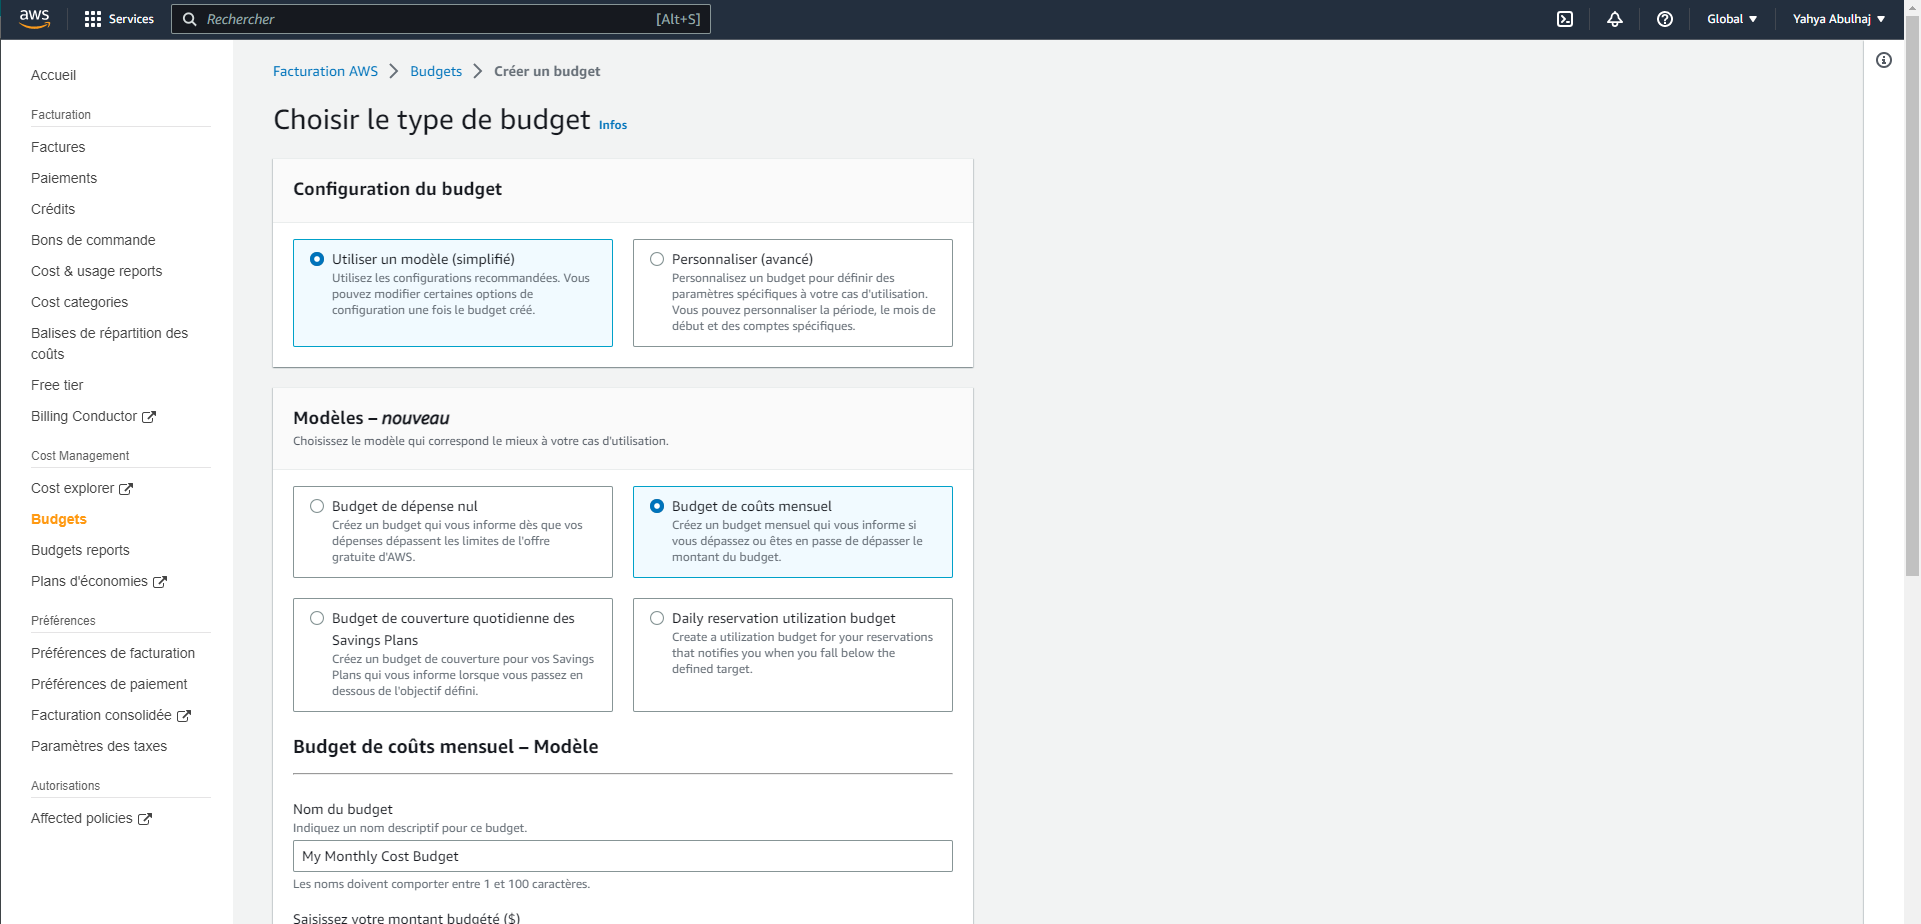 aws
Services
Rechercher
[Alt+S]
Global
Yahya Abulhaj
Accueil
Facturation
Factures
Paiements
Crédits
Bons de commande
Cost & usage reports
Cost categories
Balises de répartition des
coûts
Free tier
Billing Conductor
Cost Management
Cost explorer
Budgets
Budgets reports
Plans d'économies
Préférences
Préférences de facturation
Préférences de paiement
Facturation consolidée
Paramètres des taxes
Autorisations
Affected policies
Facturation AWS
Budgets
Créer un budget
Choisir le type de budget Infos
Configuration du budget
Utiliser un modèle (simplifié)
Utilisez les configurations recommandées. Vous
pouvez modifier certaines options de
configuration une fois le budget créé.
Personnaliser (avancé)
Personnalisez un budget pour définir des
paramètres spécifiques à votre cas d'utilisation.
Vous pouvez personnaliser la période, le mois de
début et des comptes spécifiques.
Modèles – nouveau
Choisissez le modèle qui correspond le mieux à votre cas d'utilisation.
Budget de dépense nul
Créez un budget qui vous informe dès que vos
dépenses dépassent les limites de l'offre
gratuite d'AWS.
Budget de coûts mensuel
Créez un budget mensuel qui vous informe si
vous dépassez ou êtes en passe de dépasser le
montant du budget.
Budget de couverture quotidienne des
Savings Plans
Créez un budget de couverture pour vos Savings
Plans qui vous informe lorsque vous passez en
dessous de l'objectif défini.
Daily reservation utilization budget
Create a utilization budget for your reservations
that notifies you when you fall below the
defined target.
Budget de coûts mensuel – Modèle
Nom du budget
Indiquez un nom descriptif pour ce budget.
My Monthly Cost Budget
Les noms doivent comporter entre 1 et 100 caractères.
Saisissez votre montant budgété ($)